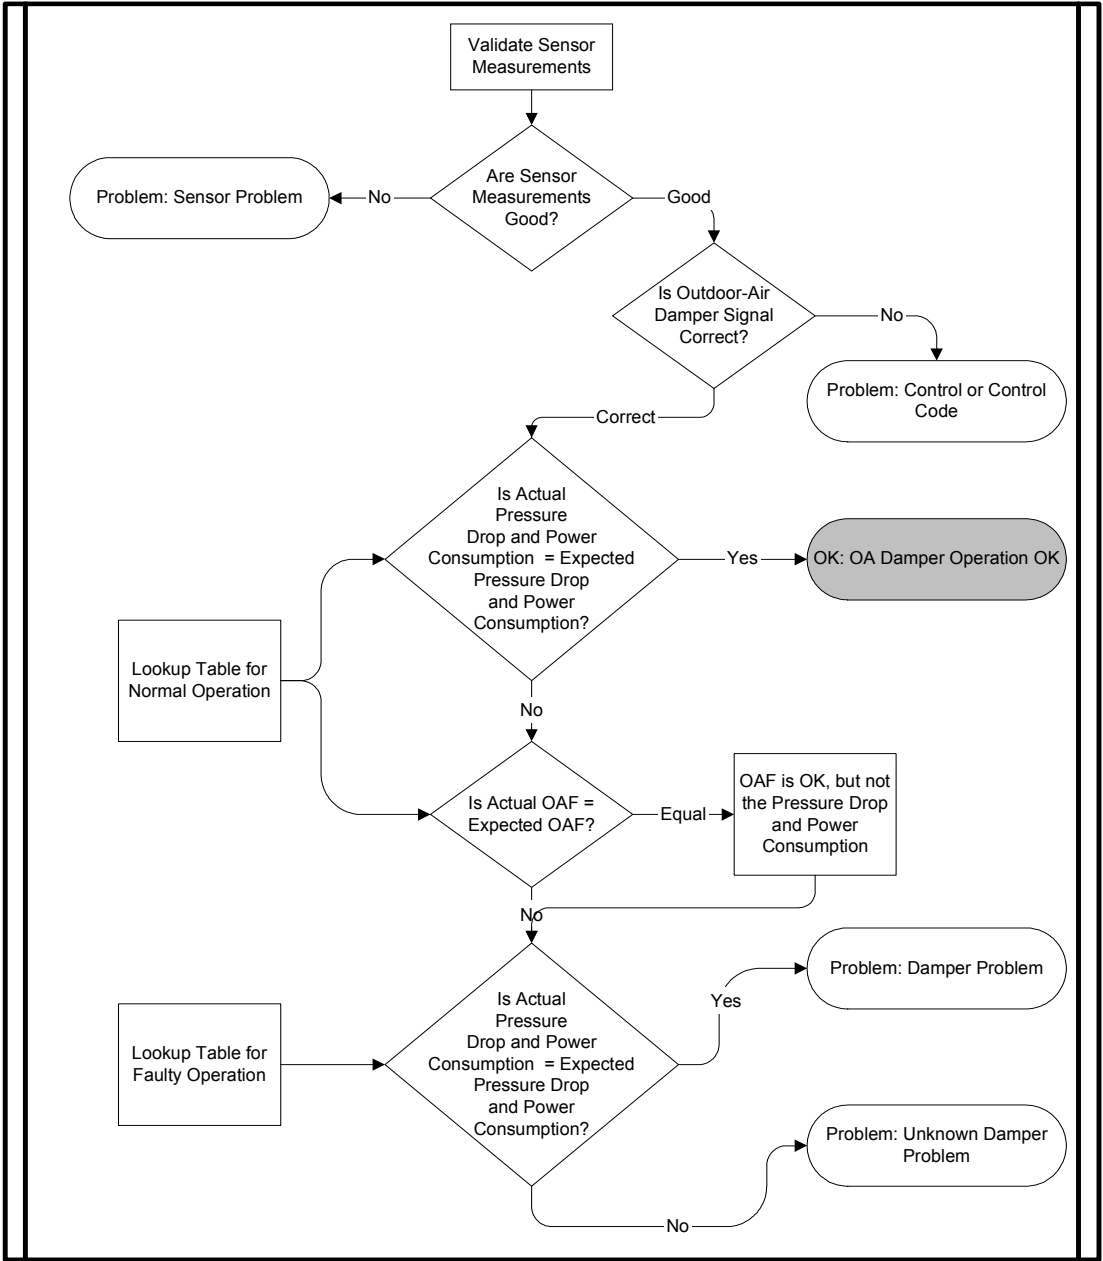 Validate Sensor
Measurements
Are Sensor
Measurements
Good?
No
Problem: Sensor Problem
Good
Is Outdoor-Air
Damper Signal
Correct?
No
Problem: Control or Control
Code
Correct
Is Actual
Pressure
Drop and Power
Consumption = Expected
Pressure Drop
and Power
Consumption?
Yes
OK: OA Damper Operation OK
Lookup Table for
Normal Operation
No
Is Actual OAF =
Expected OAF?
Equal
OAF is OK, but not
the Pressure Drop
and Power
Consumption
No
Is Actual
Pressure
Drop and Power
Consumption = Expected
Pressure Drop
and Power
Consumption?
Lookup Table for
Faulty Operation
Yes
Problem: Damper Problem
No
Problem: Unknown Damper
Problem